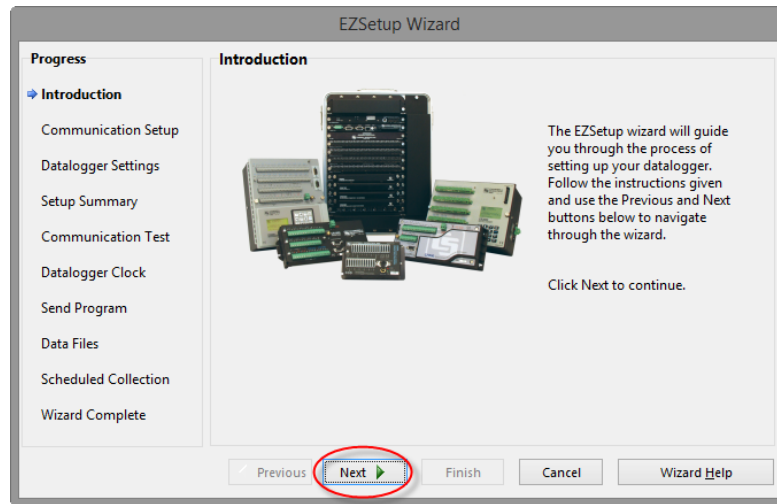 EZSetup Wizard
Progress
Introduction
Communication Setup
Datalogger Settings
Setup Summary
Communication Test
Datalogger Clock
Send Program
Data Files
Scheduled Collection
Wizard Complete
Introduction
The EZSetup wizard will guide
you through the process of
setting up your datalogger.
Follow the instructions given
and use the Previous and Next
buttons below to navigate
through the wizard.
Click Next to continue.
Previous
Next
Finish
Cancel
Wizard Help